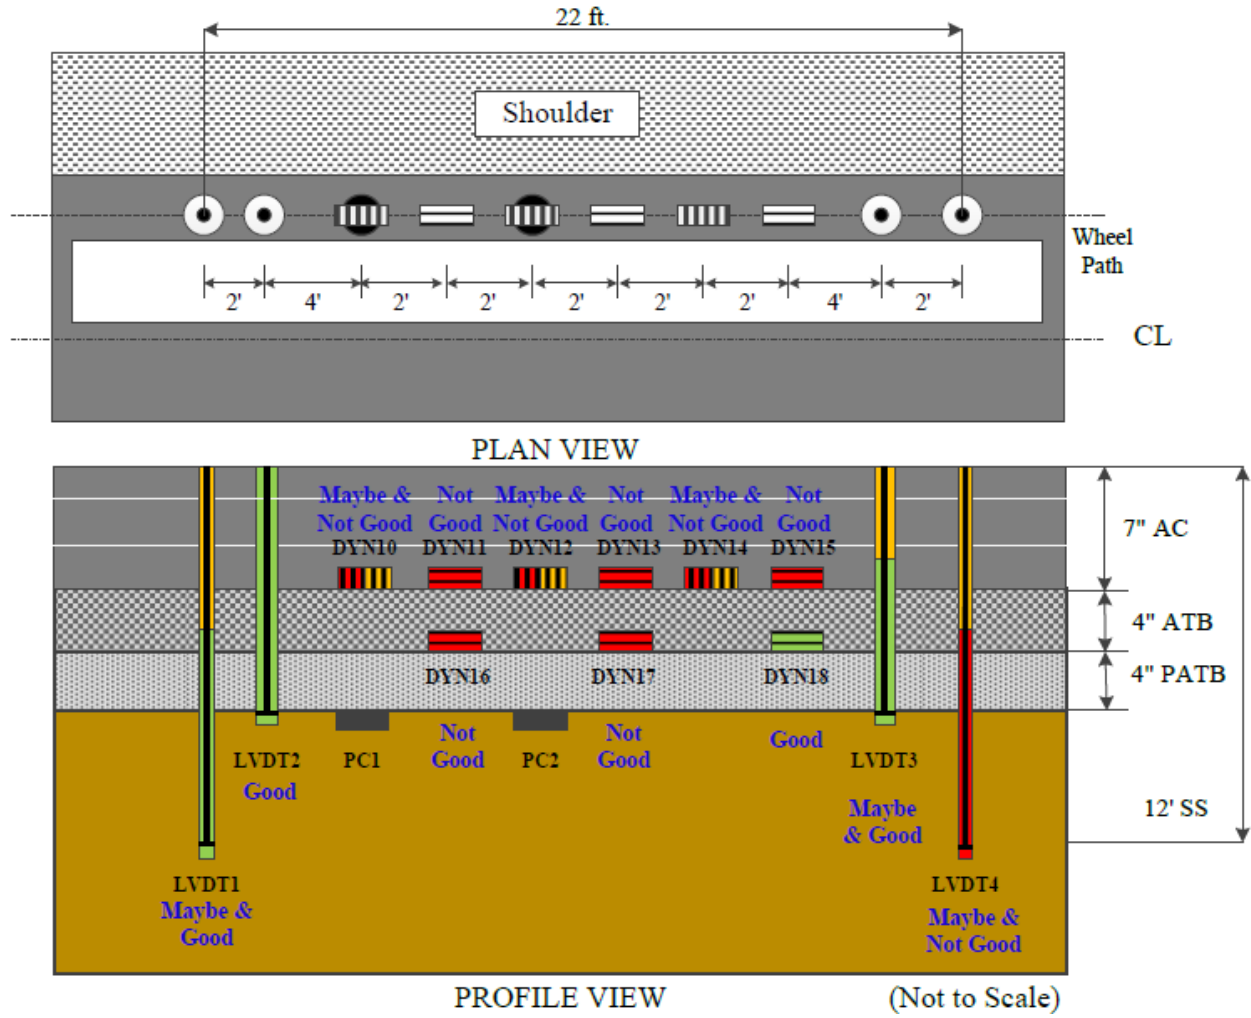 22 ft.
Shoulder
Wheel
Path
2' 4' 2' 2' 2' 2' 2' 4' 2'
CL
PLAN VIEW
Maybe & Not Maybe & Not Maybe & Not
Not Good Good Not Good Good Not Good Good
DYN10 DYN11 DYN12 DYN13 DYN14 DYN15
7" AC
4" ATB
4" PATB
DYN16 DYN17 DYN18
Not Not Good
Good Good
LVDT2 PC1 PC2 LVDT3
Good
Maybe
& Good
12' SS
LVDT1 LVDT4
Maybe & Maybe &
Good Not Good
PROFILE VIEW (Not to Scale)